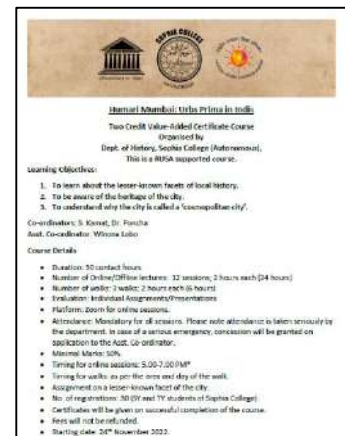 SOPHIA COLLEGE
Humari Mumbai: Urbs Prima in Indis
Two Credit Value-Added Certificate Course
Organised by
Dept. of History, Sophia College (Autonomous),
This is a RUSA supported course.
Learning Objectives:
1. To learn about the lesser-known facets of local history.
2. To be aware of the heritage of the city.
3. To understand why the city is called a 'cosmopolitan city'.
Co-ordinators: S. Kamat, Dr. Poncha
Asst. Co-ordinator: Winona Lobo
Course Details
• Duration: 30 contact hours
• Number of Online/Offline lectures: 12 sessions; 2 hours each (24 hours)
• Number of walks: 3 walks; 2 hours each (6 hours)
• Evaluation: Individual Assignments/Presentations
• Platform: Zoom for online sessions.
• Attendance: Mandatory for all sessions. Please note attendance is taken seriously by
the department. In case of a serious emergency, concession will be granted on
application to the Asst. Co-ordinator.
• Minimal Marks: 50%
• Timing for online sessions: 5.00-7.00 PM*
• Timing for walks: as per the area and day of the walk.
• Assignment on a lesser-known facet of the city.
• No. of registrations: 30 (SY and TY students of Sophia College)
• Certificates will be given on successful completion of the course.
• Fees will not be refunded.
• Starting date: 24th November 2022.